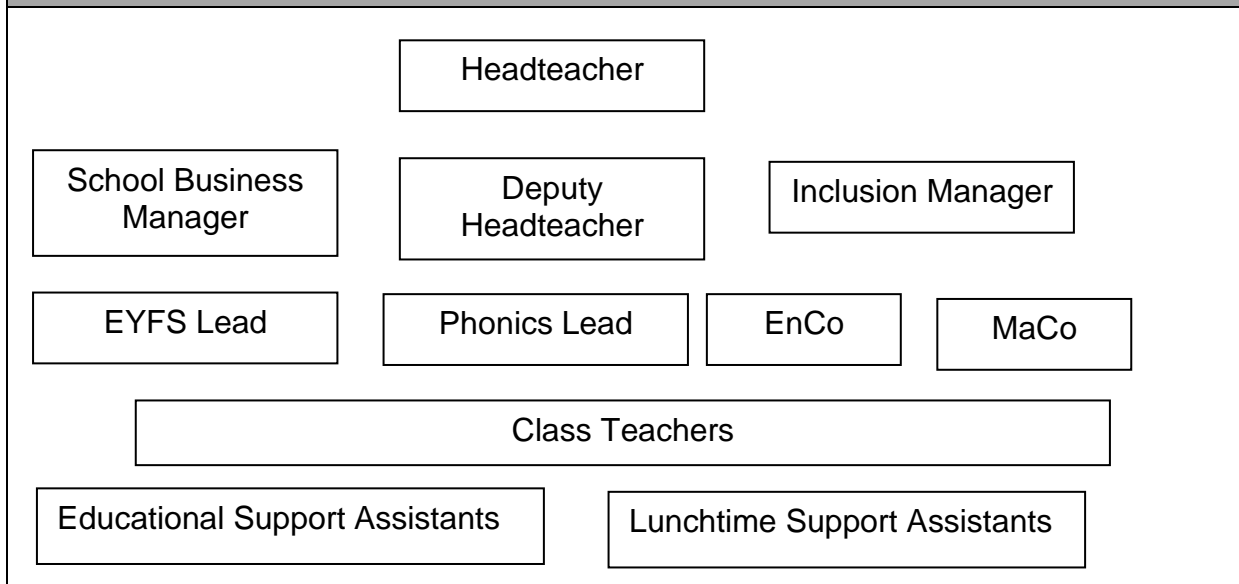 Headteacher
School Business
Manager
Deputy
Headteacher
Inclusion Manager
EYFS Lead
Phonics Lead
EnCo
MaCo
Class Teachers
Educational Support Assistants
Lunchtime Support Assistants